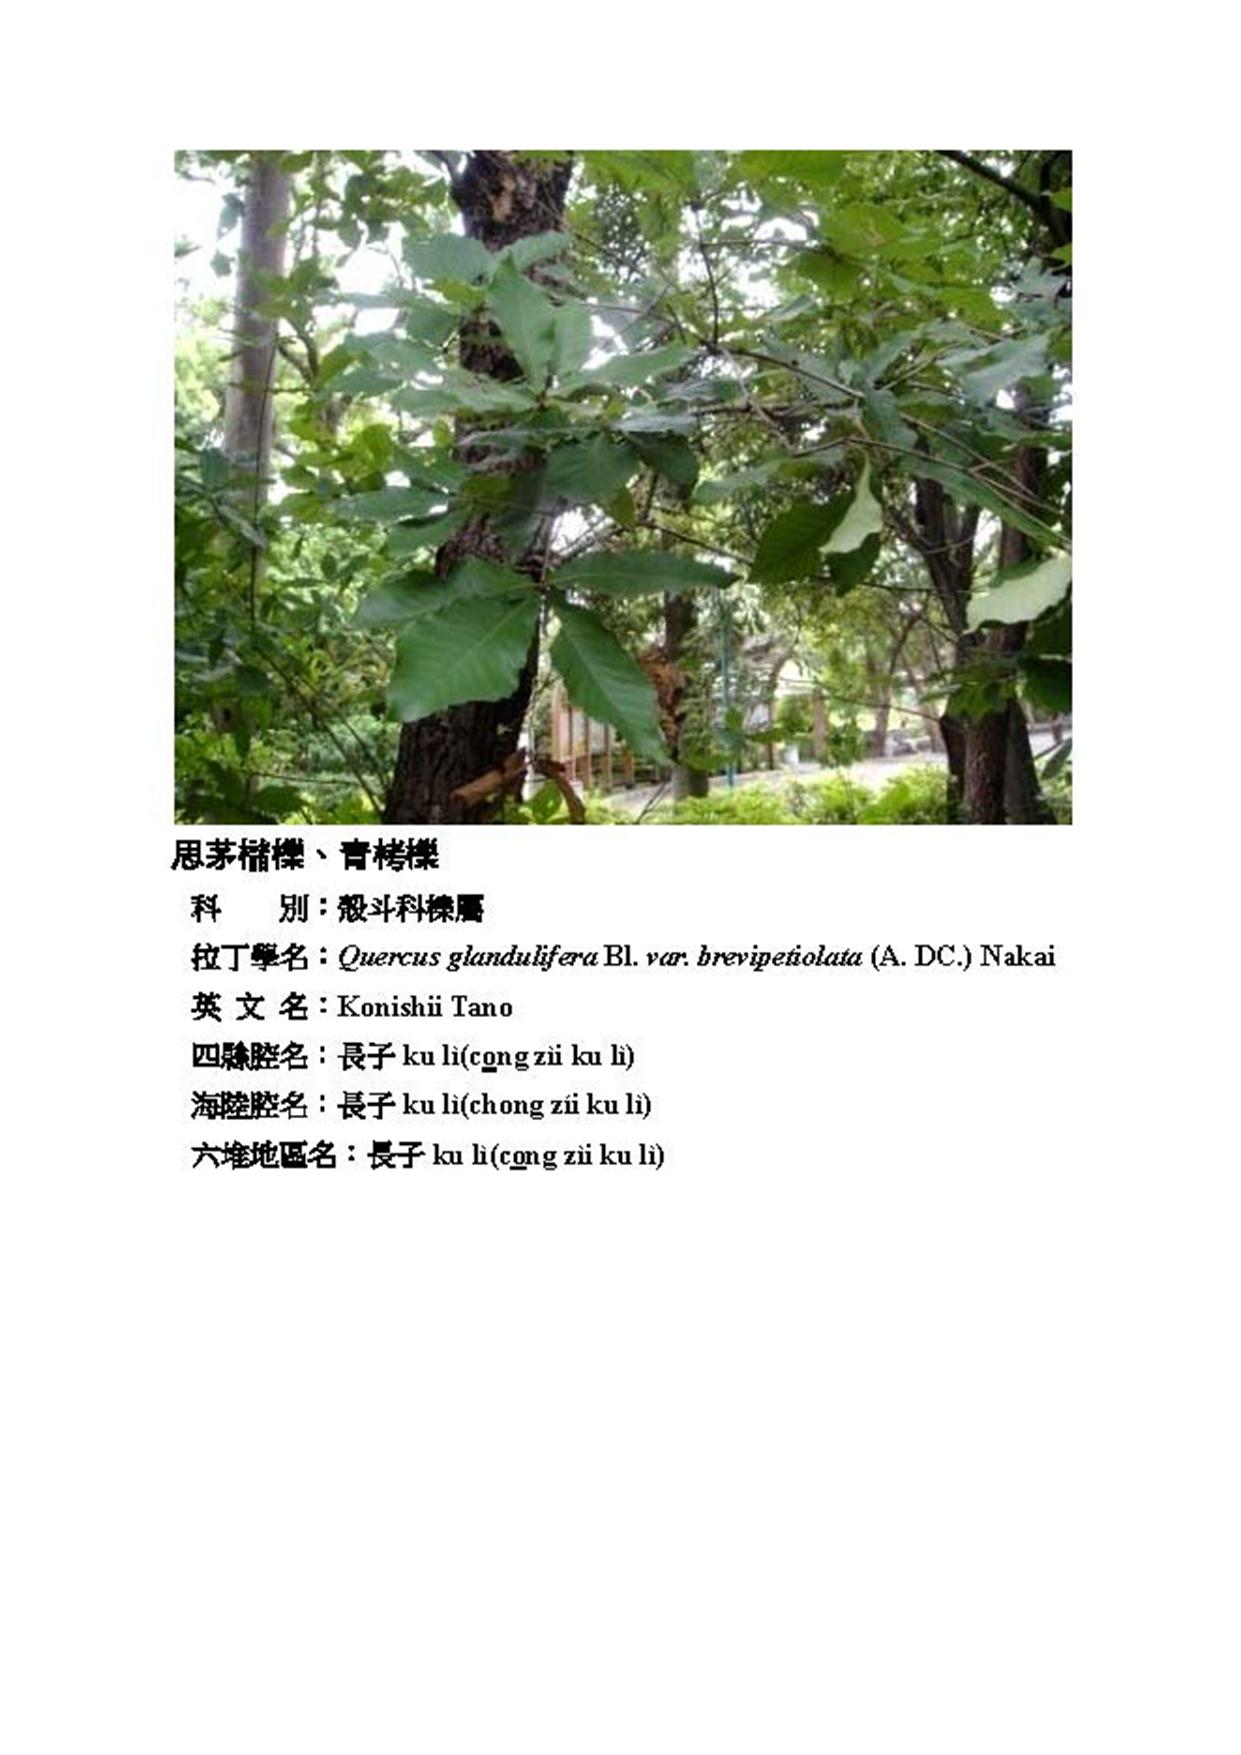 思茅櫧櫟、青栲櫟
科　　別：殼斗科櫟屬
拉丁學名：Quercus glandulifera Bl. var. brevipetiolata (A. DC.) Nakai
英 文 名：Konishii Tano
四縣腔名：長子 ku lì(cong zìi ku lì)
海陸腔名：長子 ku lì(chong zíi ku lì)
六堆地區名：長子 ku lì(cong zìi ku lì)